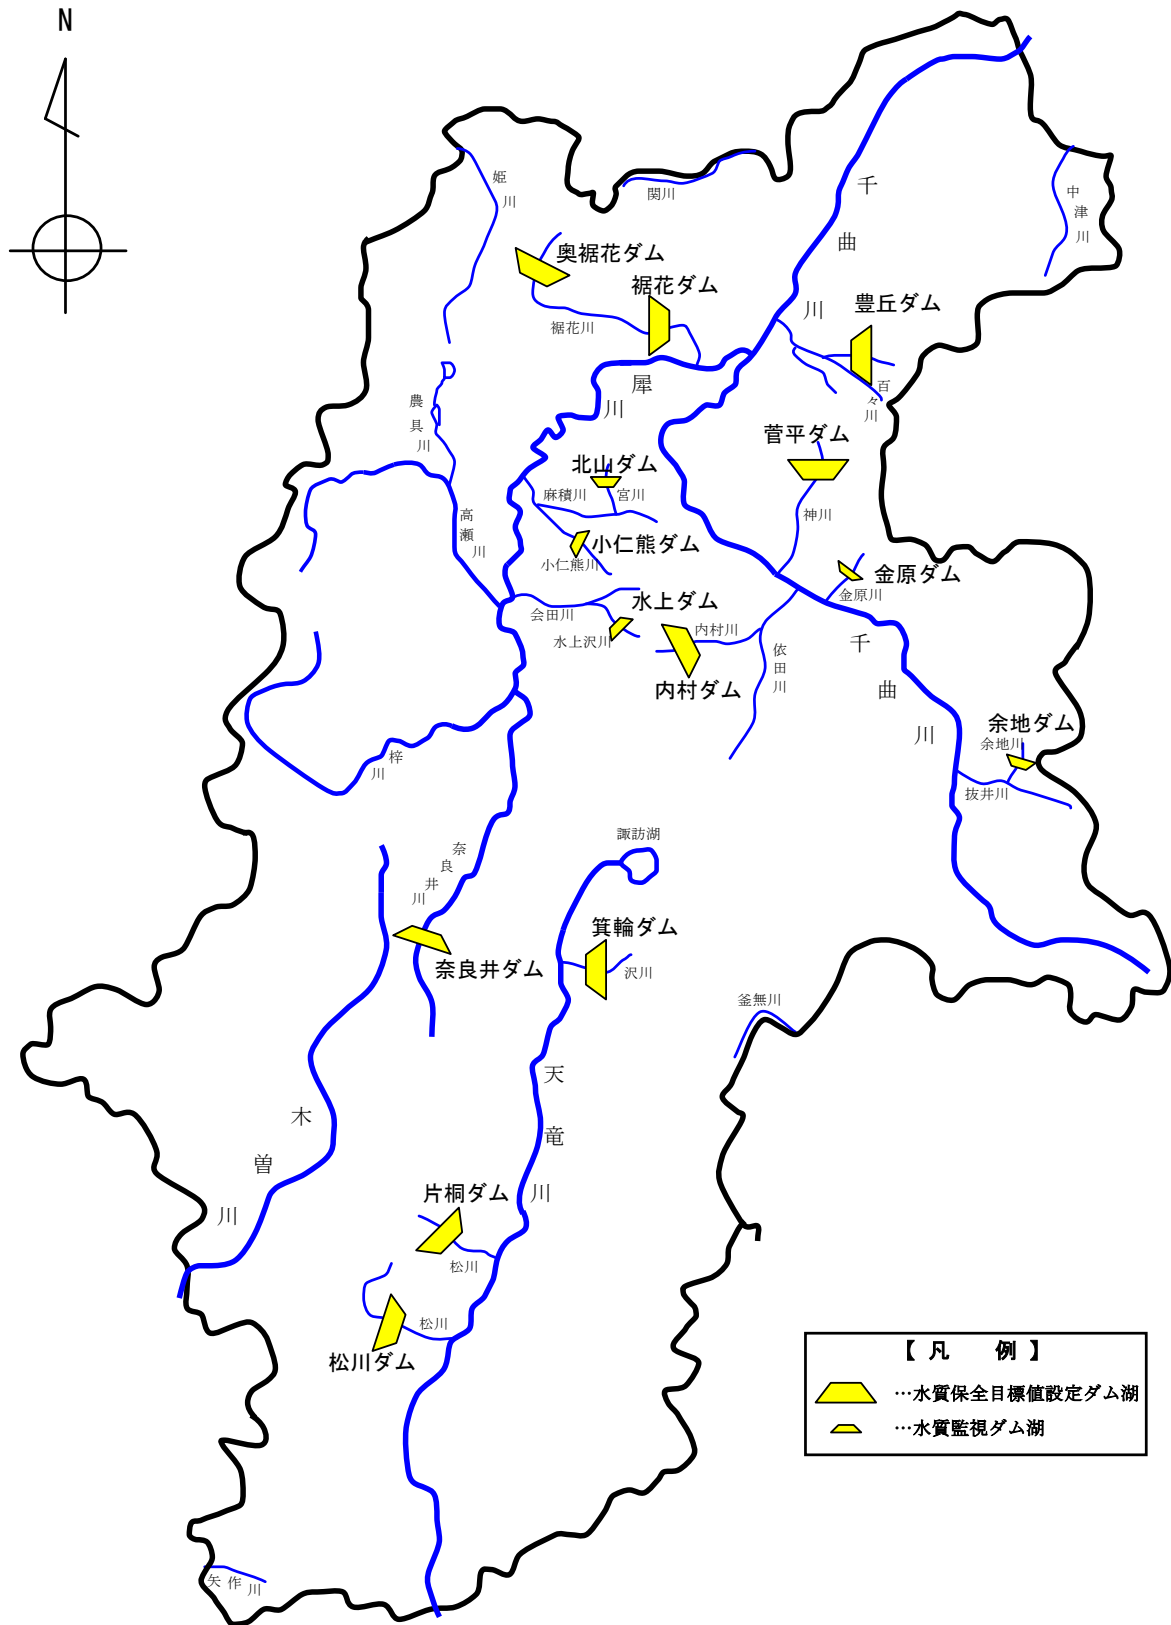 N
姫川
関川
千曲川
中津川
奥裾花ダム
裾花ダム
裾花川
豊丘ダム
百々川
犀川
農具川
菅平ダム
北山ダム
麻積川
宮川
神川
高瀬川
小仁熊ダム
小仁熊川
金原ダム
金原川
水上ダム
会田川
水上沢川
内村川
内村ダム
依田川
千曲川
余地ダム
余地川
抜井川
梓川
諏訪湖
奈良井川
箕輪ダム
奈良井ダム
沢川
釜無川
天竜川
木曽川
片桐ダム
松川
松川
松川ダム
【凡 例】
…水質保全目標値設定ダム湖
…水質監視ダム湖
矢作川